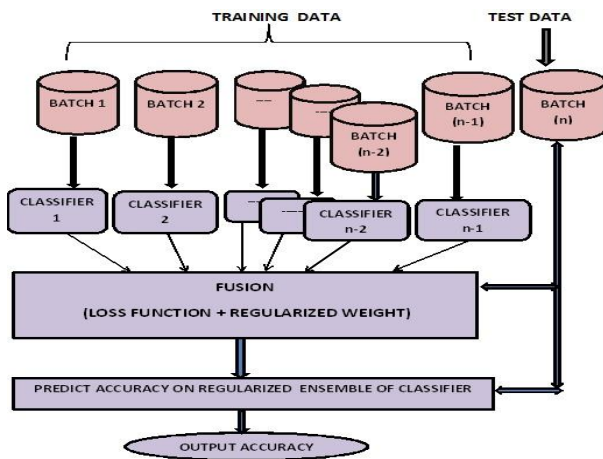 TRAINING DATA
TEST DATA
BATCH 1
BATCH 2
---
---
BATCH
(n-2)
BATCH
(n-1)
BATCH
(n)
CLASSIFIER
1
CLASSIFIER
2
---
----
CLASSIFIER
n-2
CLASSIFIER
n-1
FUSION
(LOSS FUNCTION + REGULARIZED WEIGHT)
PREDICT ACCURACY ON REGULARIZED ENSEMBLE OF CLASSIFIER
OUTPUT ACCURACY